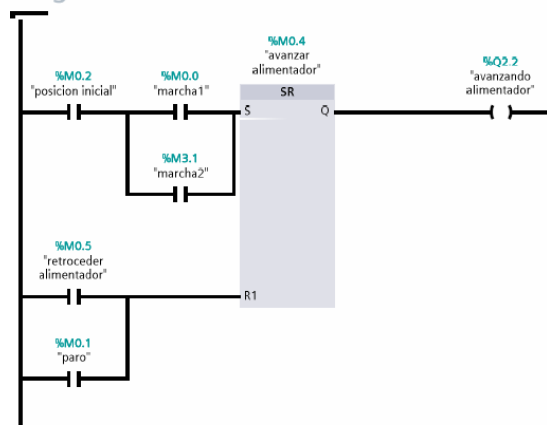 %M0.4
"avanzar
alimentador"
%Q2.2
"avanzando
alimentador"
%M0.2
"posicion inicial"
%M0.0
"marcha1"
SR
S
Q
%M3.1
"marcha2"
%M0.5
"retroceder
alimentador"
R1
%M0.1
"paro"